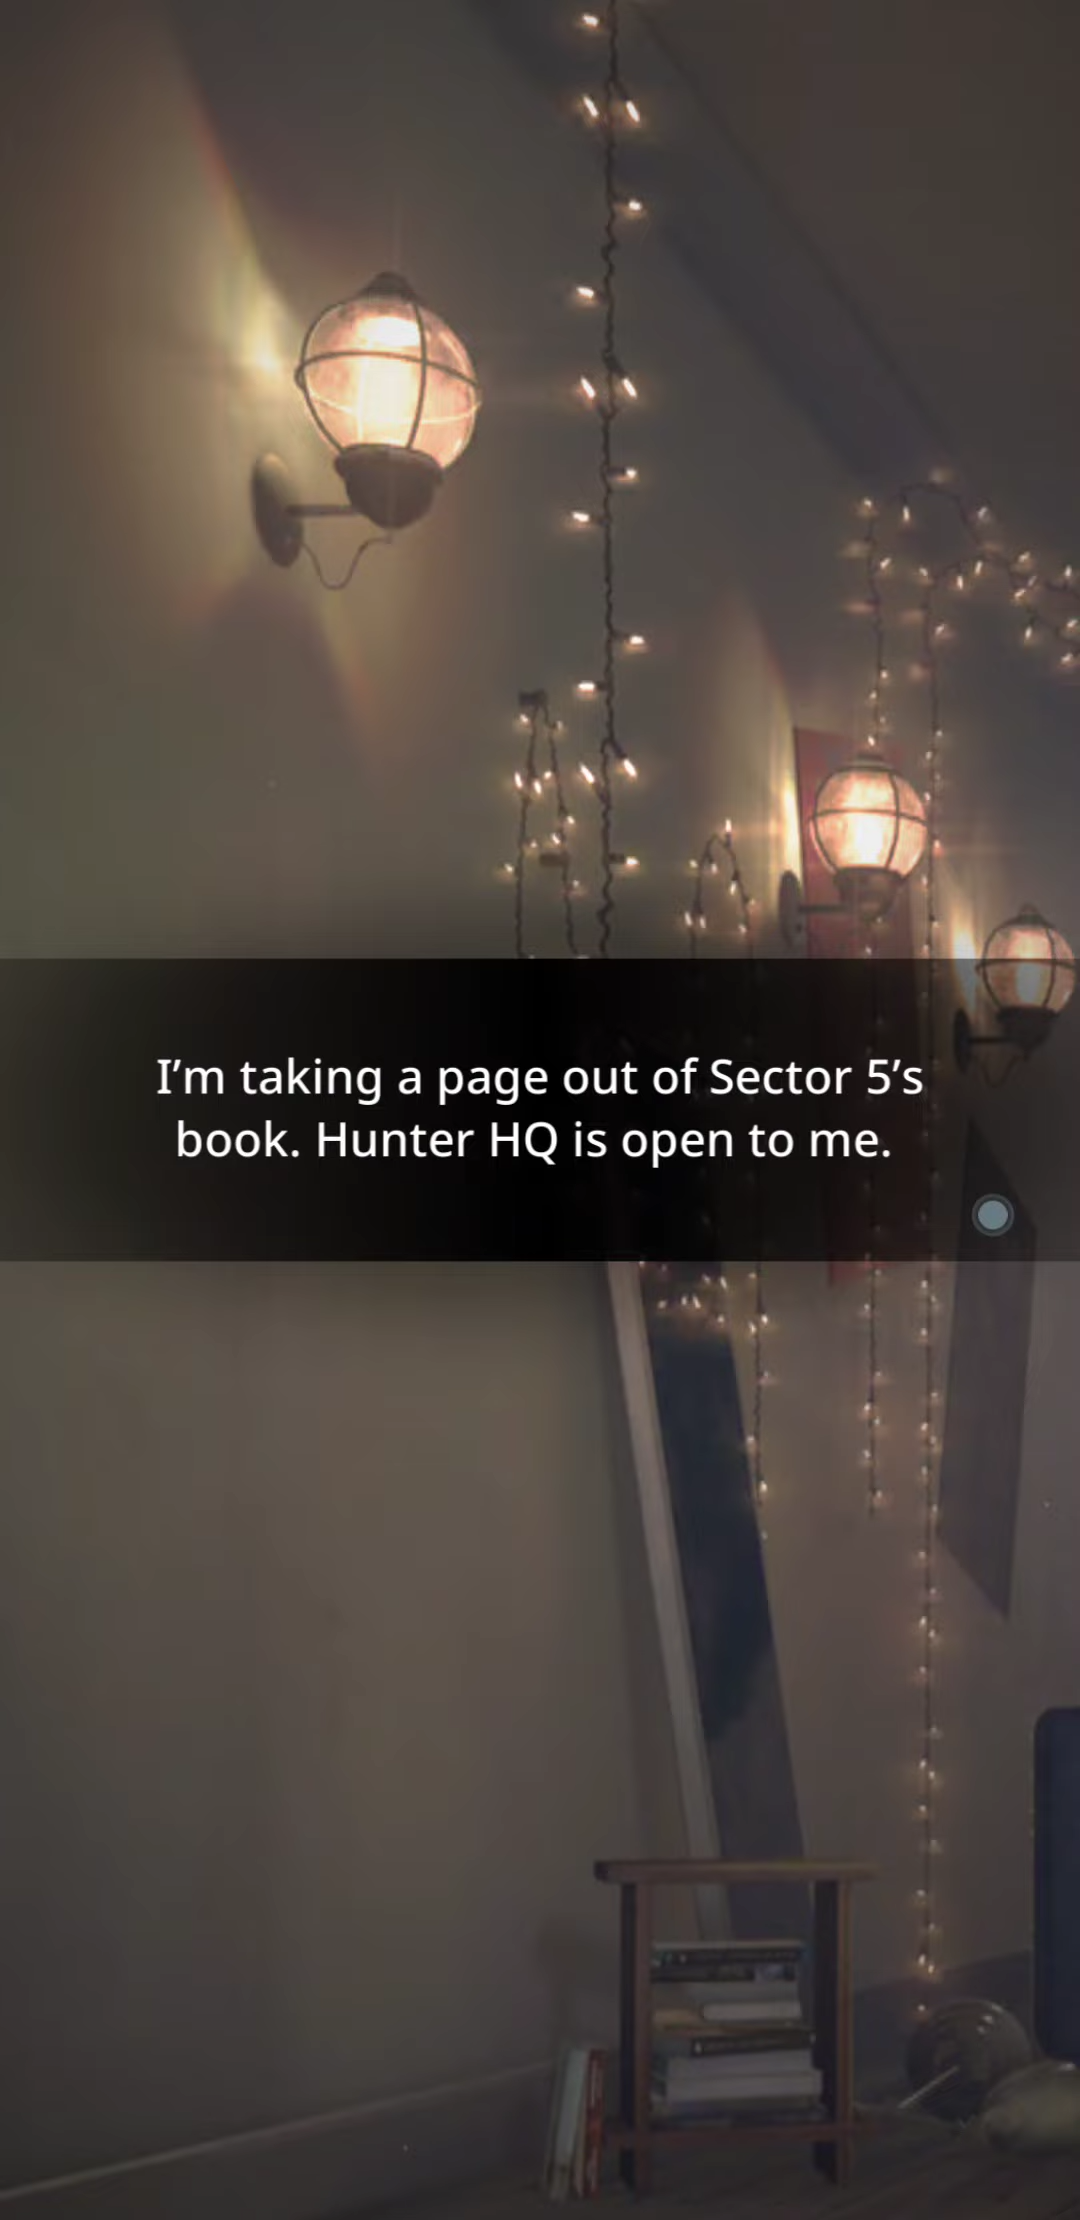 I’m taking a page out of Sector 5’s
book. Hunter HQ is open to me.